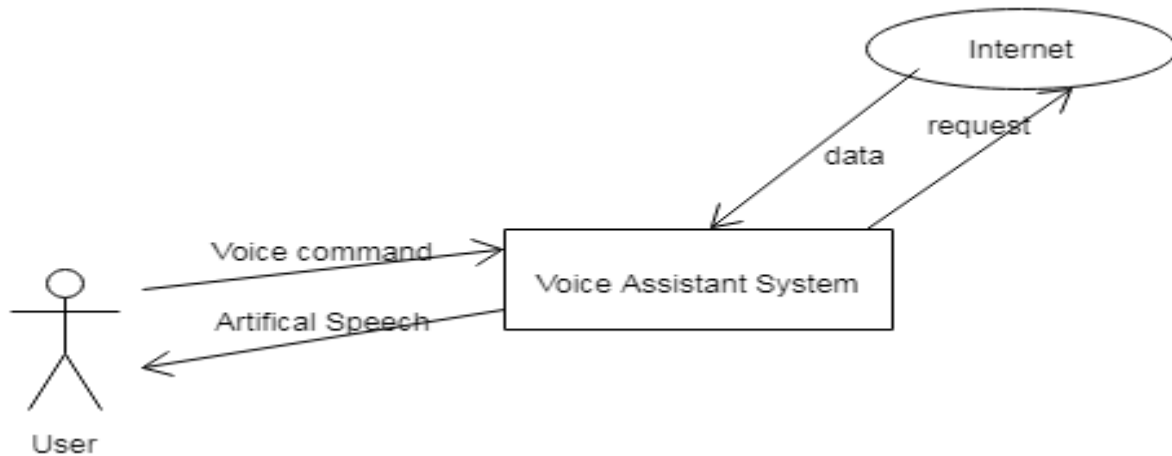 Internet
request
data
Voice command
Voice Assistant System
Artifical Speech
User